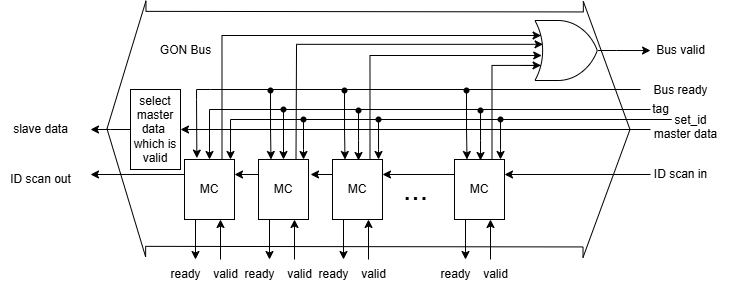 GON Bus
Bus valid
Bus ready
tag
set_id
master data
select
master
data
which is
valid
slave data
ID scan out
ID scan in
MC
MC
MC
...
MC
ready valid ready valid ready valid ready valid